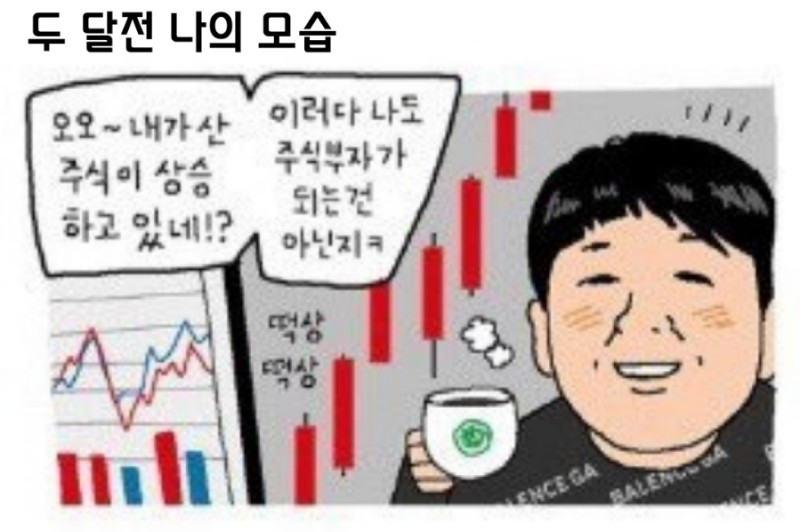 두 달전 나의 모습
오오~ 내가 산
주식이 상승
하고 있네!?
이러다 나도
주식부자가
되는건
아닌지ㅋ
떡상
떡상
BALENCE GA
BALENCE GA